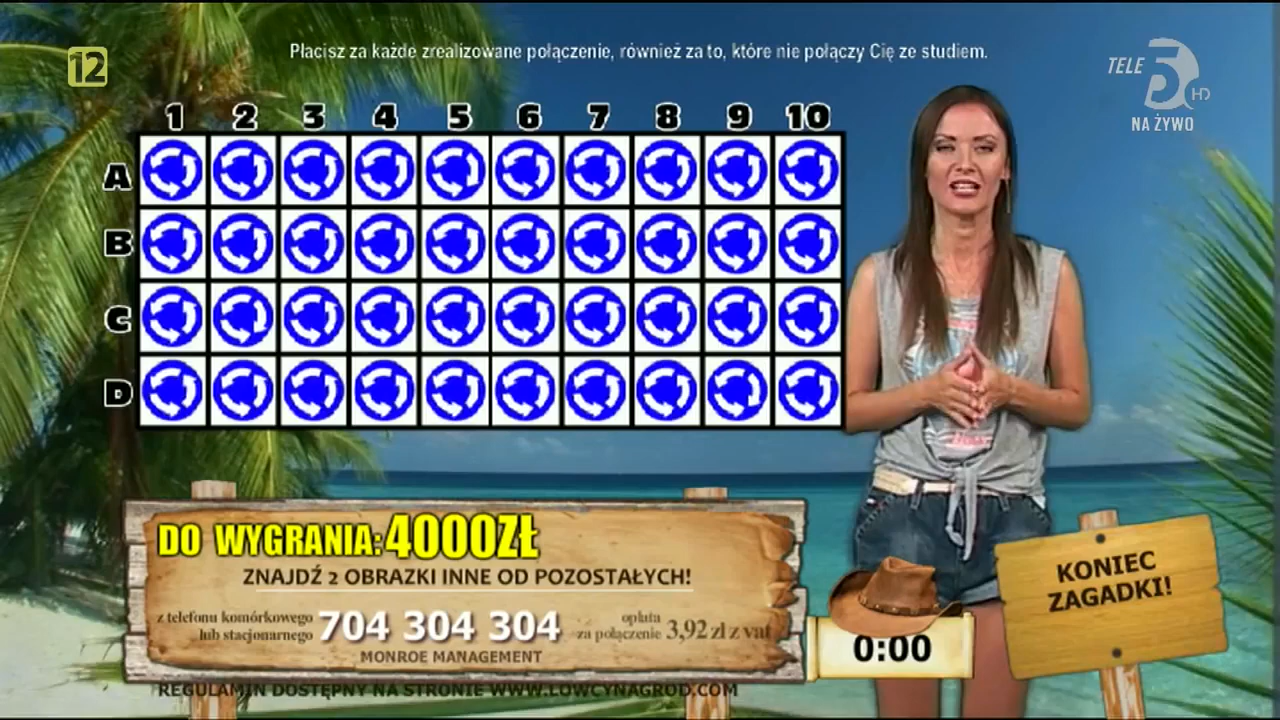 Płacisz za każde zrealizowane połączenie, również za to, które nie połączy Cię ze studiem.
12
TELE 5 HD
NA ŻYWO
1 2 3 4 5 6 7 8 9 10
A
B
C
D
DO WYGRANIA: 4000ZŁ
ZNAJDŹ 2 OBRAZKI INNE OD POZOSTAŁYCH!
z telefonu komórkowego
lub stacjonarnego
704 304 304
opłata
za połączenie 3,92 zł z vat
MONROE MANAGEMENT
REGULAMIN DOSTĘPNY NA STRONIE WWW.LOWCYNAGROD.COM
0:00
KONIEC
ZAGADKI!